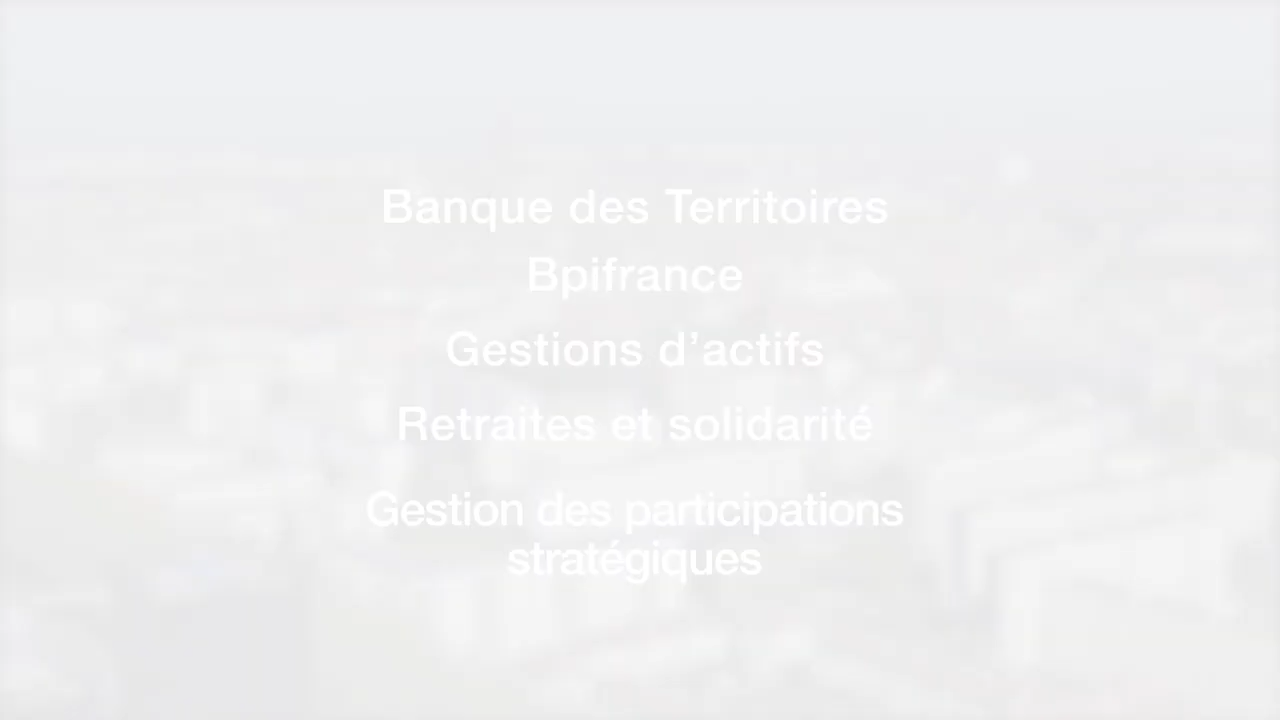 Banque des Territoires
Bpifrance
Gestions d’actifs
Retraites et solidarité
Gestion des participations
stratégiques